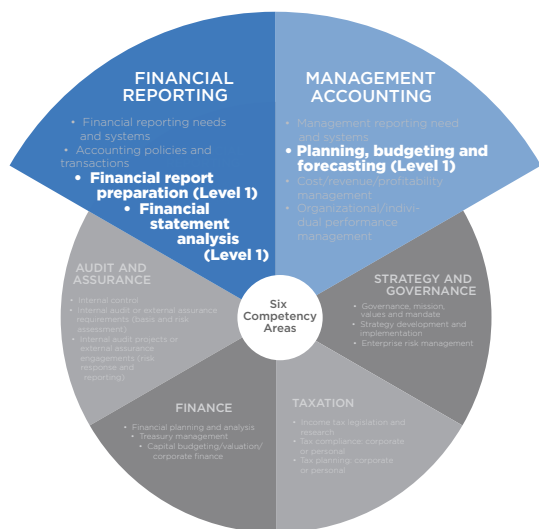 FINANCIAL
REPORTING
• Financial reporting needs
and systems
• Accounting policies and
transactions
• Financial report
preparation (Level 1)
• Financial
statement
analysis
(Level 1)
MANAGEMENT
ACCOUNTING
• Management reporting need
and systems
• Planning, budgeting and
forecasting (Level 1)
• Cost/revenue/profitability
management
• Organizational/indivi-
dual performance
management
AUDIT AND
ASSURANCE
• Internal control
• Internal audit or external assurance
requirements (basis and risk
assessment)
• Internal audit projects or
external assurance
engagements (risk
response and
reporting)
Six
Competency
Areas
STRATEGY AND
GOVERNANCE
• Governance, mission,
values and mandate
• Strategy development and
implementation
• Enterprise risk management
FINANCE
• Financial planning and analysis
• Treasury management
• Capital budgeting/valuation/
corporate finance
TAXATION
• Income tax legislation and
research
• Tax compliance: corporate
or personal
• Tax planning: corporate
or personal